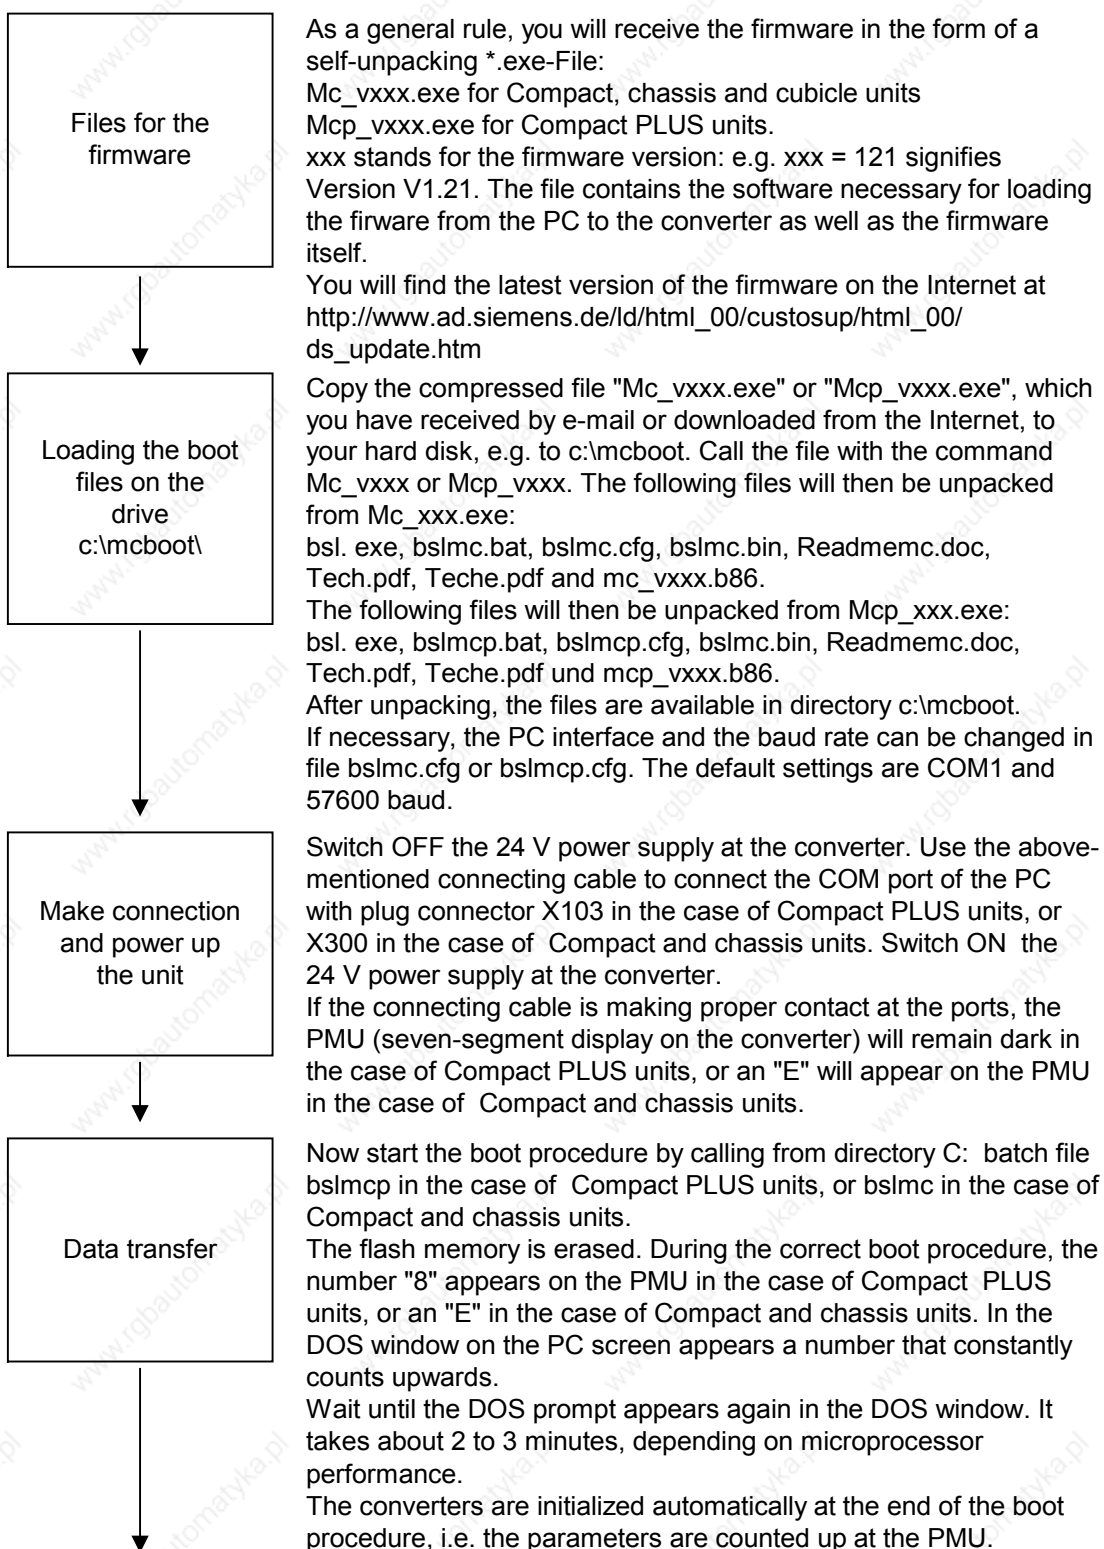 Files for the
firmware
As a general rule, you will receive the firmware in the form of a
self-unpacking *.exe-File:
Mc_vxxx.exe for Compact, chassis and cubicle units
Mcp_vxxx.exe for Compact PLUS units.
xxx stands for the firmware version: e.g. xxx = 121 signifies
Version V1.21. The file contains the software necessary for loading
the firware from the PC to the converter as well as the firmware
itself.
You will find the latest version of the firmware on the Internet at
http://www.ad.siemens.de/ld/html_00/custosup/html_00/
ds_update.htm
Loading the boot
files on the
drive
c:\mcboot\
Copy the compressed file "Mc_vxxx.exe" or "Mcp_vxxx.exe", which
you have received by e-mail or downloaded from the Internet, to
your hard disk, e.g. to c:\mcboot. Call the file with the command
Mc_vxxx or Mcp_vxxx. The following files will then be unpacked
from Mc_xxx.exe:
bsl. exe, bslmc.bat, bslmc.cfg, bslmc.bin, Readmemc.doc,
Tech.pdf, Teche.pdf and mc_vxxx.b86.
The following files will then be unpacked from Mcp_xxx.exe:
bsl. exe, bslmcp.bat, bslmcp.cfg, bslmc.bin, Readmemc.doc,
Tech.pdf, Teche.pdf und mcp_vxxx.b86.
After unpacking, the files are available in directory c:\mcboot.
If necessary, the PC interface and the baud rate can be changed in
file bslmc.cfg or bslmcp.cfg. The default settings are COM1 and
57600 baud.
Make connection
and power up
the unit
Switch OFF the 24 V power supply at the converter. Use the above-
mentioned connecting cable to connect the COM port of the PC
with plug connector X103 in the case of Compact PLUS units, or
X300 in the case of  Compact and chassis units. Switch ON  the
24 V power supply at the converter.
If the connecting cable is making proper contact at the ports, the
PMU (seven-segment display on the converter) will remain dark in
the case of Compact PLUS units, or an "E" will appear on the PMU
in the case of  Compact and chassis units.
Data transfer
Now start the boot procedure by calling from directory C:  batch file
bslmcp in the case of  Compact PLUS units, or bslmc in the case of
Compact and chassis units.
The flash memory is erased. During the correct boot procedure, the
number "8" appears on the PMU in the case of Compact  PLUS
units, or an "E" in the case of Compact and chassis units. In the
DOS window on the PC screen appears a number that constantly
counts upwards.
Wait until the DOS prompt appears again in the DOS window. It
takes about 2 to 3 minutes, depending on microprocessor
performance.
The converters are initialized automatically at the end of the boot
procedure, i.e. the parameters are counted up at the PMU.
www.rgbautomatyka.pl